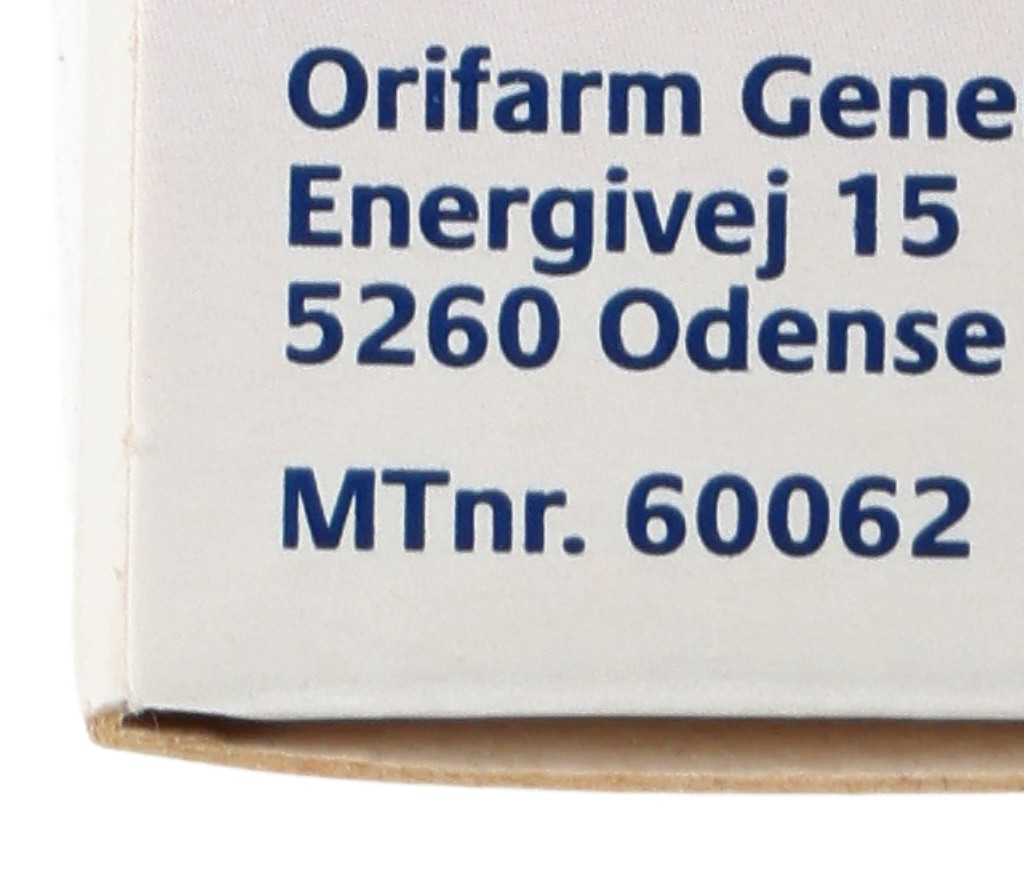 Orifarm Gene
Energivej 15
5260 Odense
MTnr. 60062